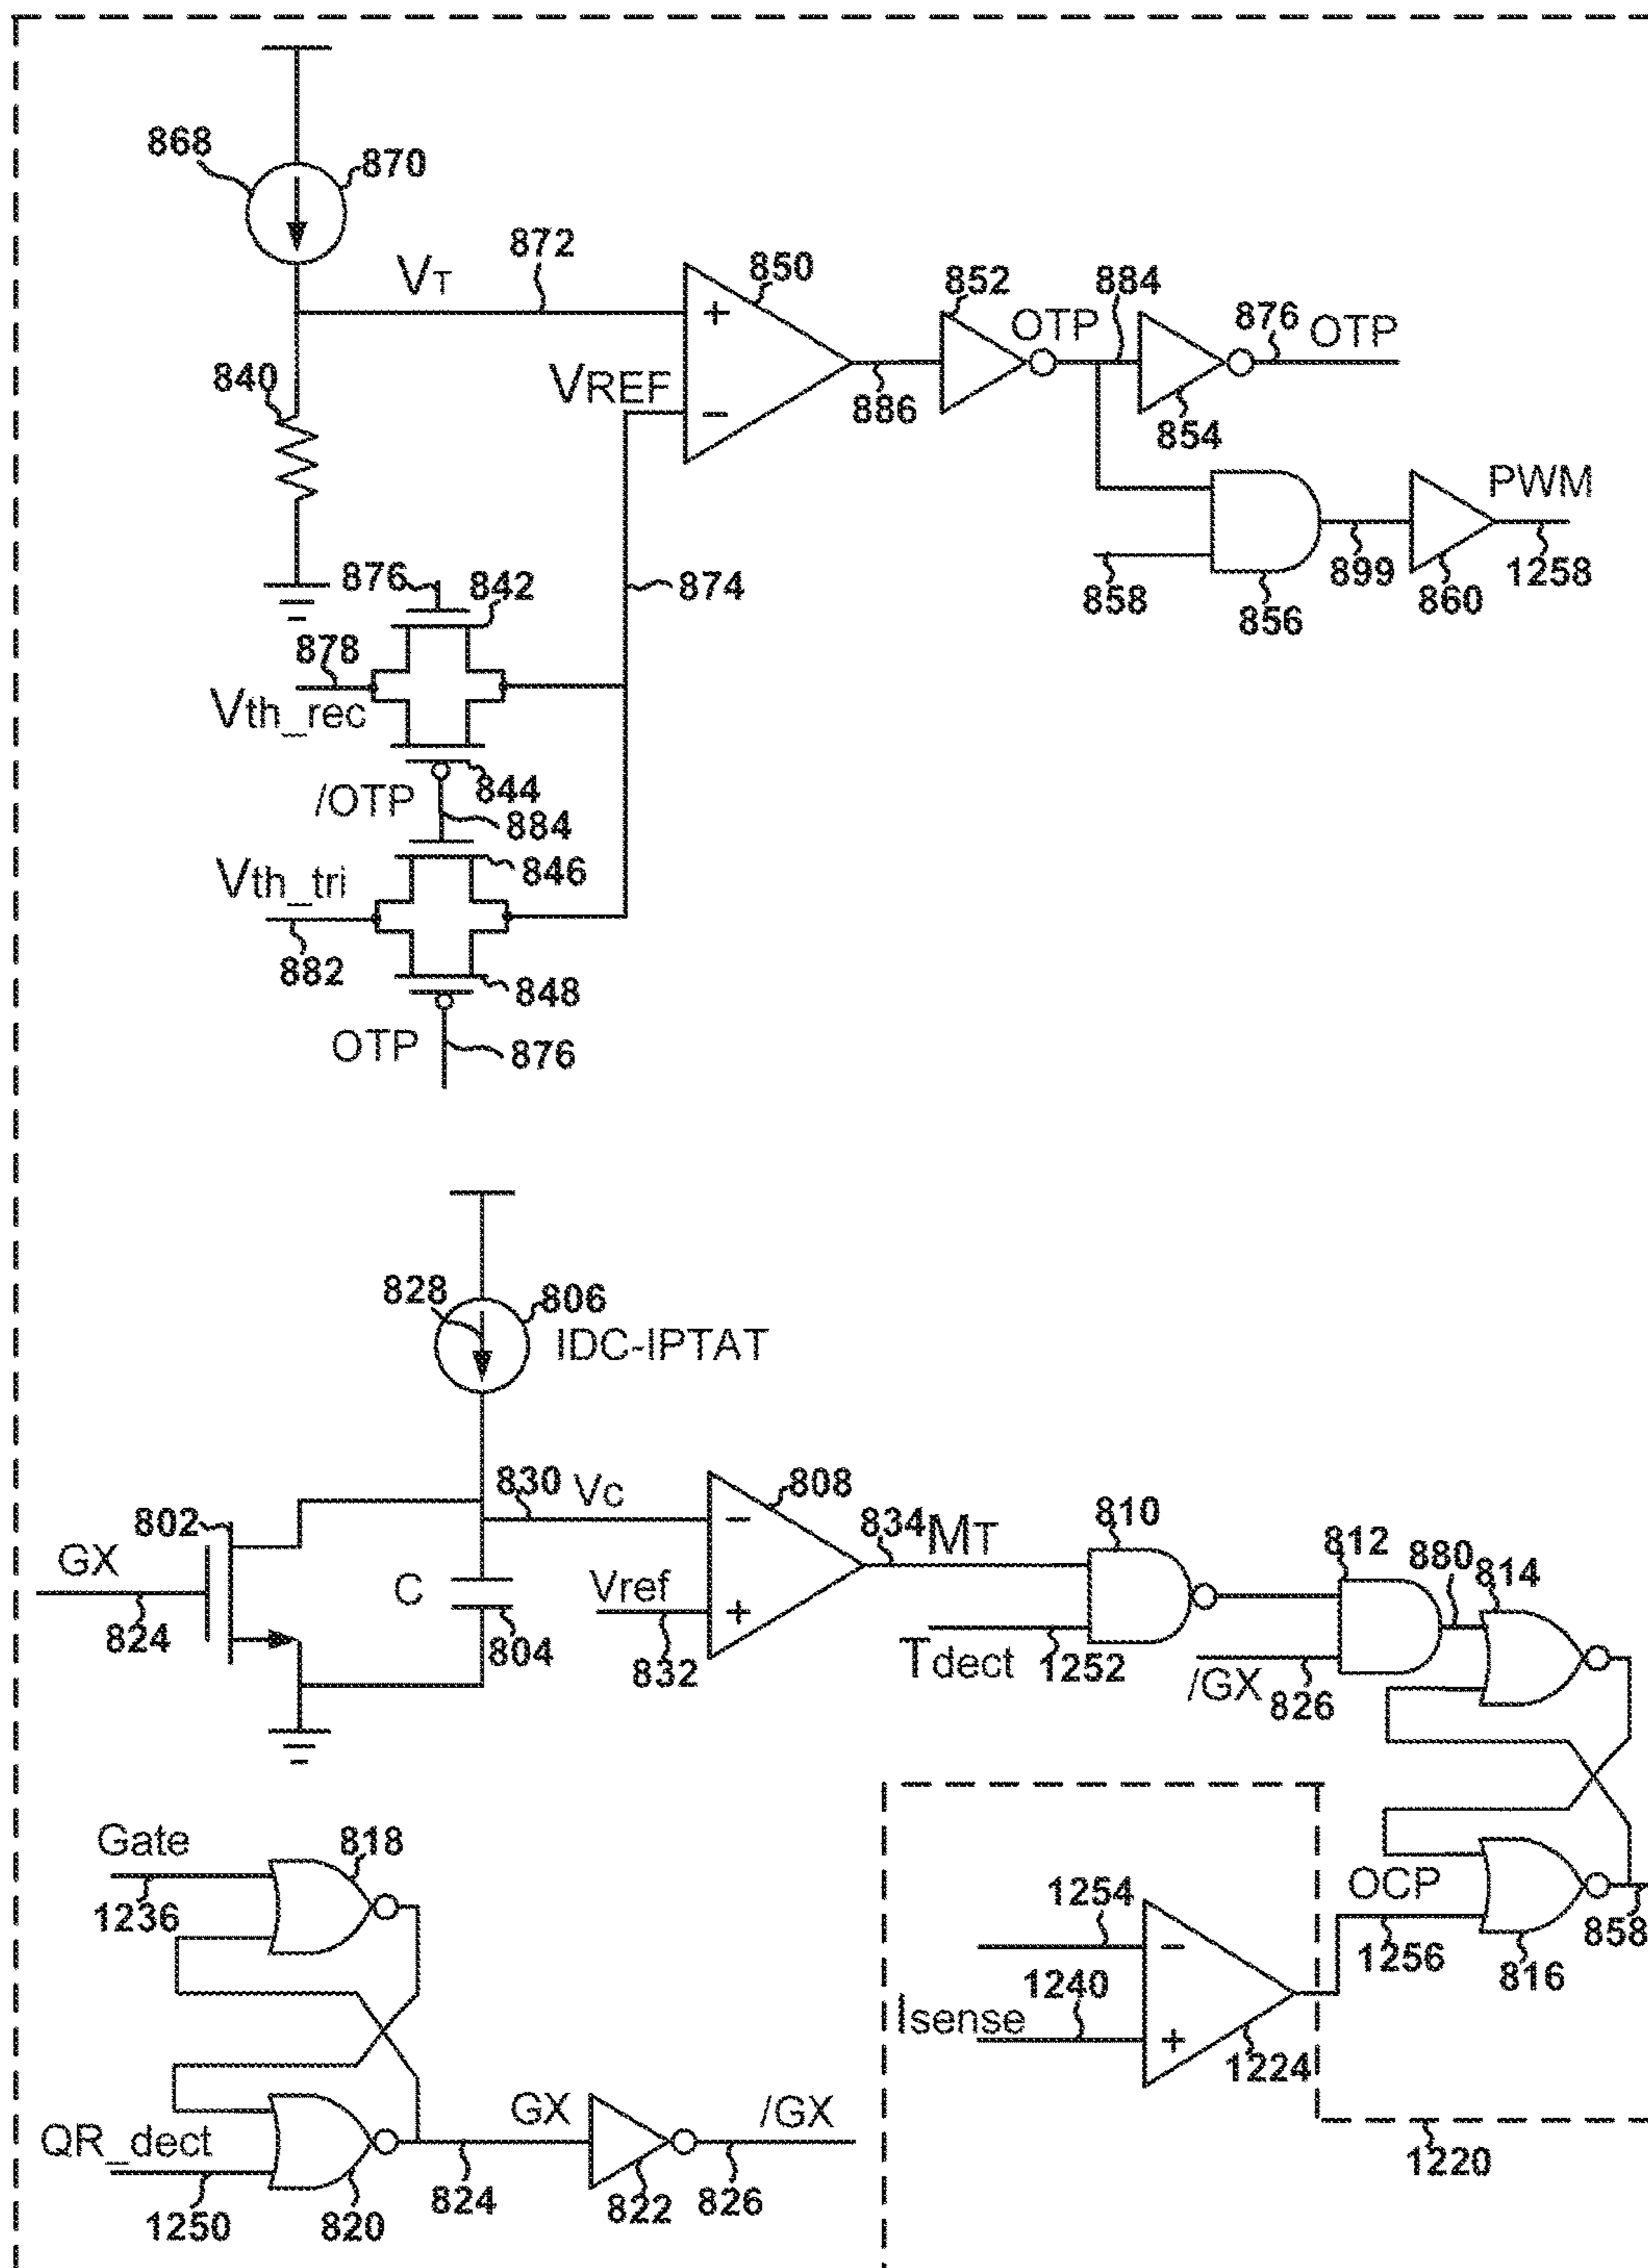 868
870
872
VT
850
852
OTP
884
876
OTP
840
VREF
886
854
PWM
858
856
899
860
1258
876
842
874
878
Vth_rec
844
/OTP
884
846
Vth_tri
882
848
OTP
876
828
806
IDC-IPTAT
830
Vc
808
834
MT
810
812
880
814
802
GX
824
C
804
Vref
832
Tdect
1252
/GX
826
Gate
818
1236
1254
OCP
1256
858
816
1240
Isense
1224
QR_dect
GX
/GX
1250
820
824
822
826
1220
+
−
−
+
−
+